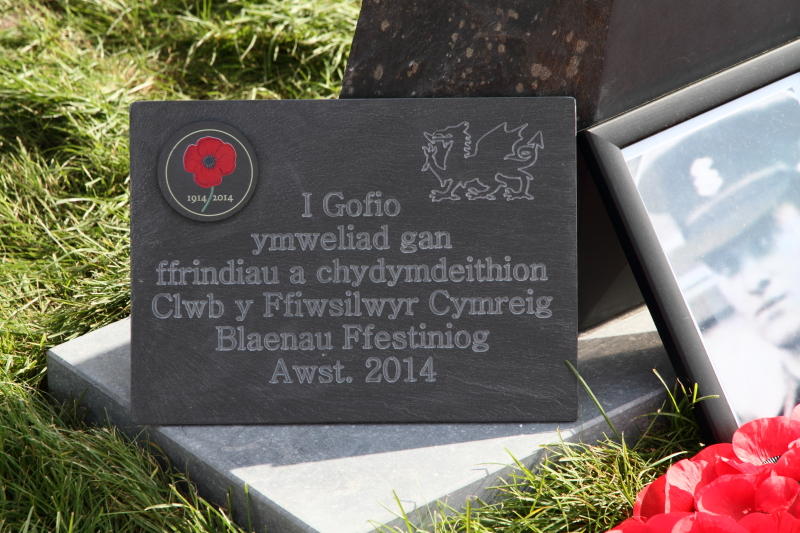 1914 2014
I Gofio
ymweliad gan
ffrindiau a chydymdeithion
Clwb y Ffiwsilwyr Cymreig
Blaenau Ffestiniog
Awst. 2014